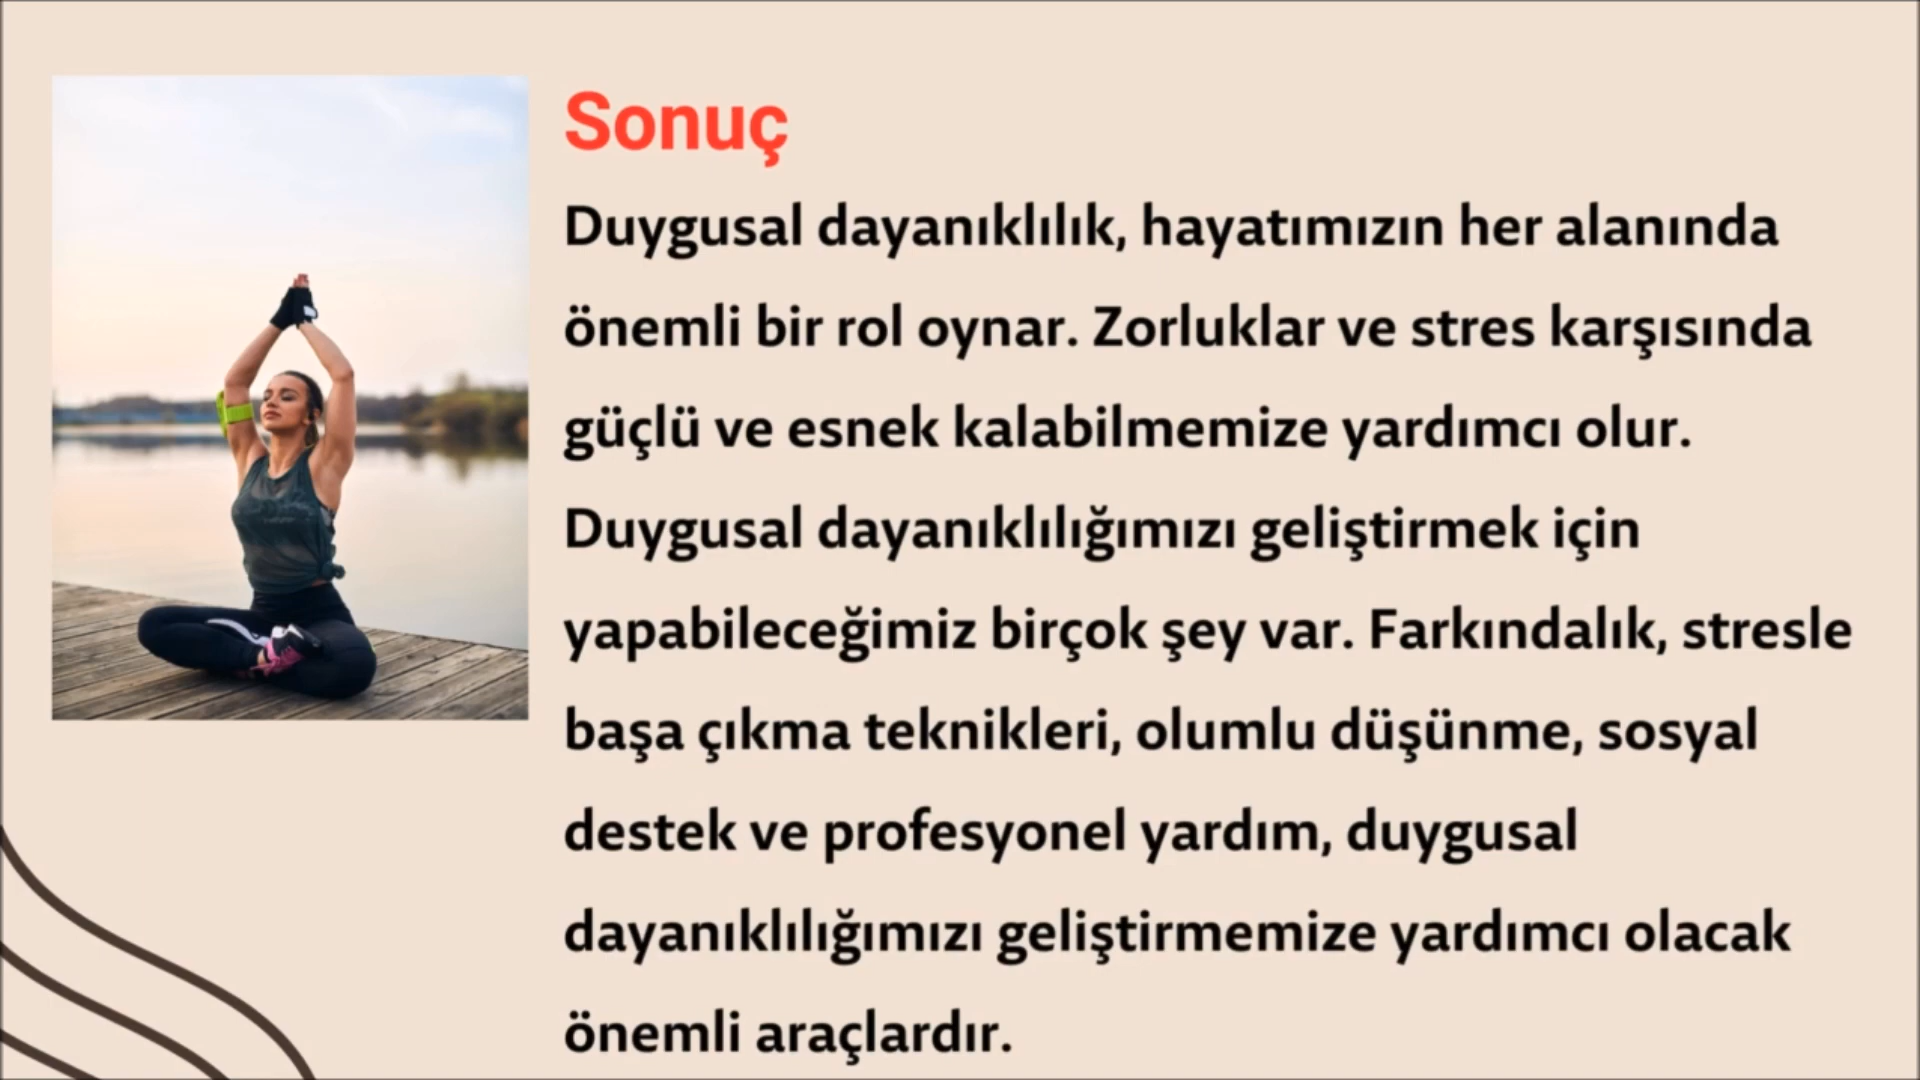 Sonuç
Duygusal dayanıklılık, hayatımızın her alanında
önemli bir rol oynar. Zorluklar ve stres karşısında
güçlü ve esnek kalabilmemize yardımcı olur.
Duygusal dayanıklılığımızı geliştirmek için
yapabileceğimiz birçok şey var. Farkındalık, stresle
başa çıkma teknikleri, olumlu düşünme, sosyal
destek ve profesyonel yardım, duygusal
dayanıklılığımızı geliştirmemize yardımcı olacak
önemli araçlardır.